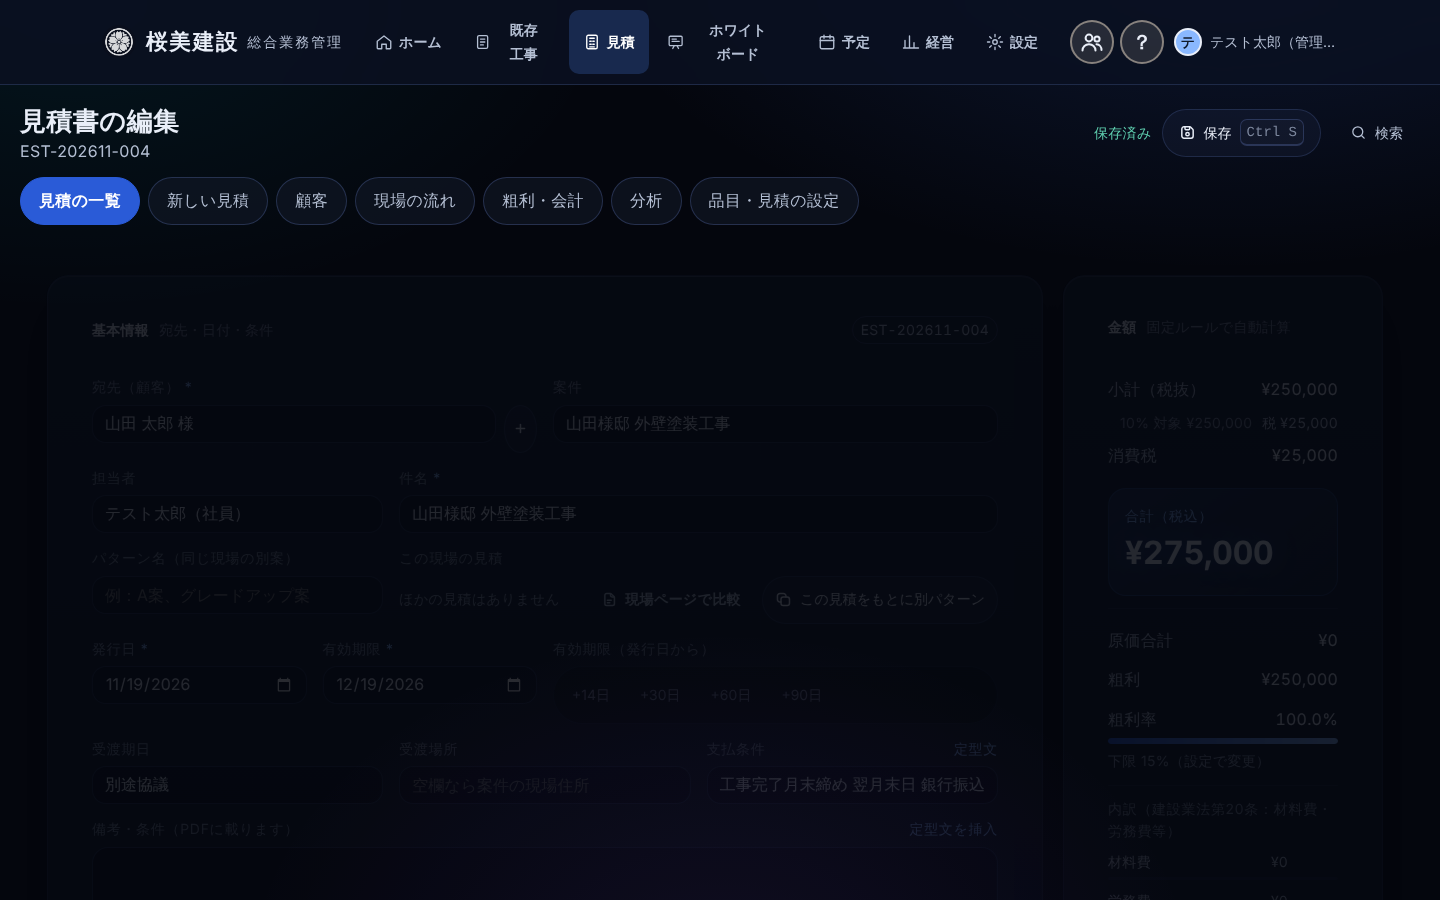 桜美建設 総合業務管理 ホーム 既存工事 見積 ホワイトボード 予定 経営 設定 ? テ テスト太郎（管理...
見積書の編集
EST-202611-004
保存済み 保存 Ctrl S 検索
見積の一覧 新しい見積 顧客 現場の流れ 粗利・会計 分析 品目・見積の設定
基本情報 宛先・日付・条件 EST-202611-004
宛先（顧客） * 案件
山田 太郎 様 + 山田様邸 外壁塗装工事
担当者 件名 *
テスト太郎（社員） 山田様邸 外壁塗装工事
パターン名（同じ現場の別案） この現場の見積
例：A案、グレードアップ案 ほかの見積はありません 現場ページで比較 この見積をもとに別パターン
発行日 * 有効期限 * 有効期限（発行日から）
11/19/2026 12/19/2026 +14日 +30日 +60日 +90日
受渡期日 受渡場所 支払条件 定型文
別途協議 空欄なら案件の現場住所 工事完了月末締め 翌月末日 銀行振込
備考・条件（PDFに載ります） 定型文を挿入
金額 固定ルールで自動計算
小計（税抜） ¥250,000
10% 対象 ¥250,000 税 ¥25,000
消費税 ¥25,000
合計（税込）
¥275,000
原価合計 ¥0
粗利 ¥250,000
粗利率 100.0%
下限 15%（設定で変更）
内訳（建設業法第20条：材料費・
労務費等）
材料費 ¥0
労務費 ¥0